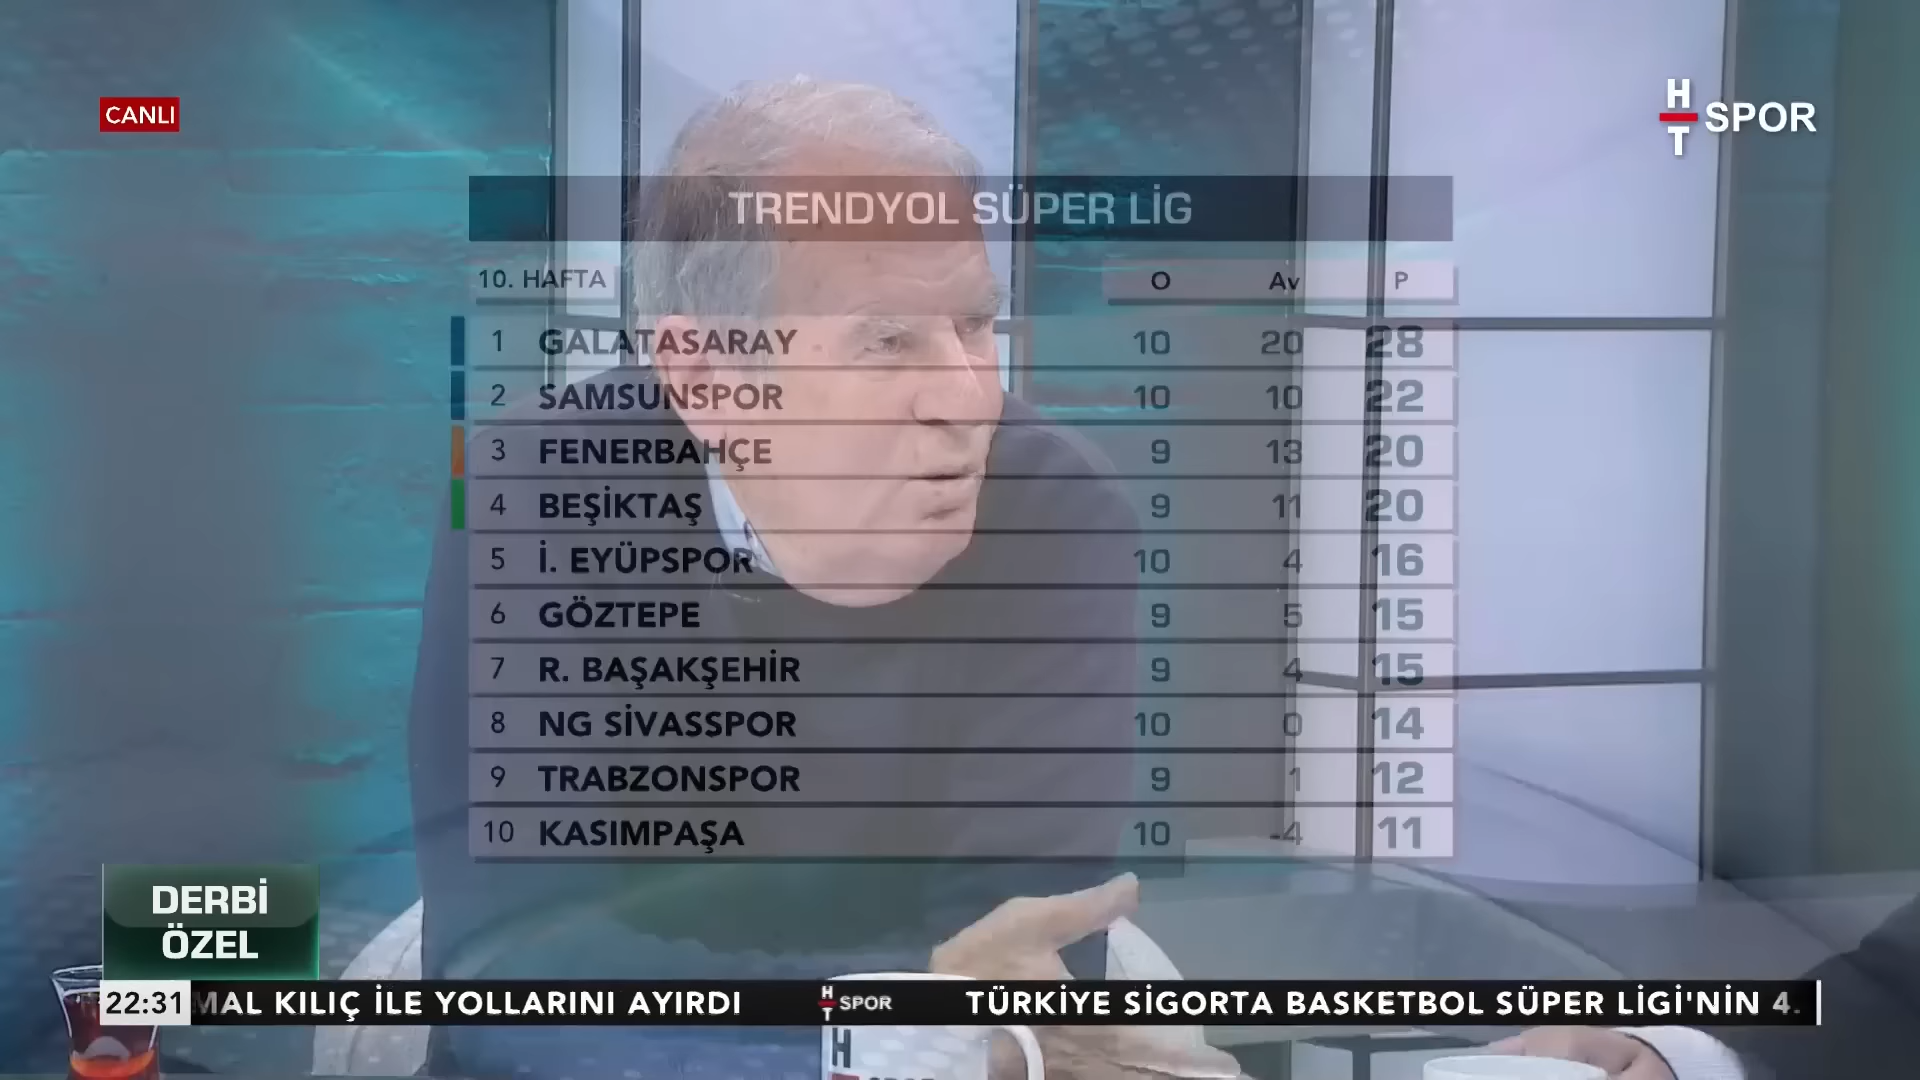 CANLI
HT SPOR
TRENDYOL SÜPER LİG
10. HAFTA O Av P
1 GALATASARAY 10 20 28
2 SAMSUNSPOR 10 10 22
3 FENERBAHÇE 9 13 20
4 BEŞİKTAŞ 9 11 20
5 İ. EYÜPSPOR 10 4 16
6 GÖZTEPE 9 5 15
7 R. BAŞAKŞEHİR 9 4 15
8 NG SİVASSPOR 10 0 14
9 TRABZONSPOR 9 1 12
10 KASIMPAŞA 10 -4 11
DERBİ
ÖZEL
22:31 MAL KILIÇ İLE YOLLARINI AYIRDI HT SPOR TÜRKİYE SİGORTA BASKETBOL SÜPER LİGİ'NİN 4.